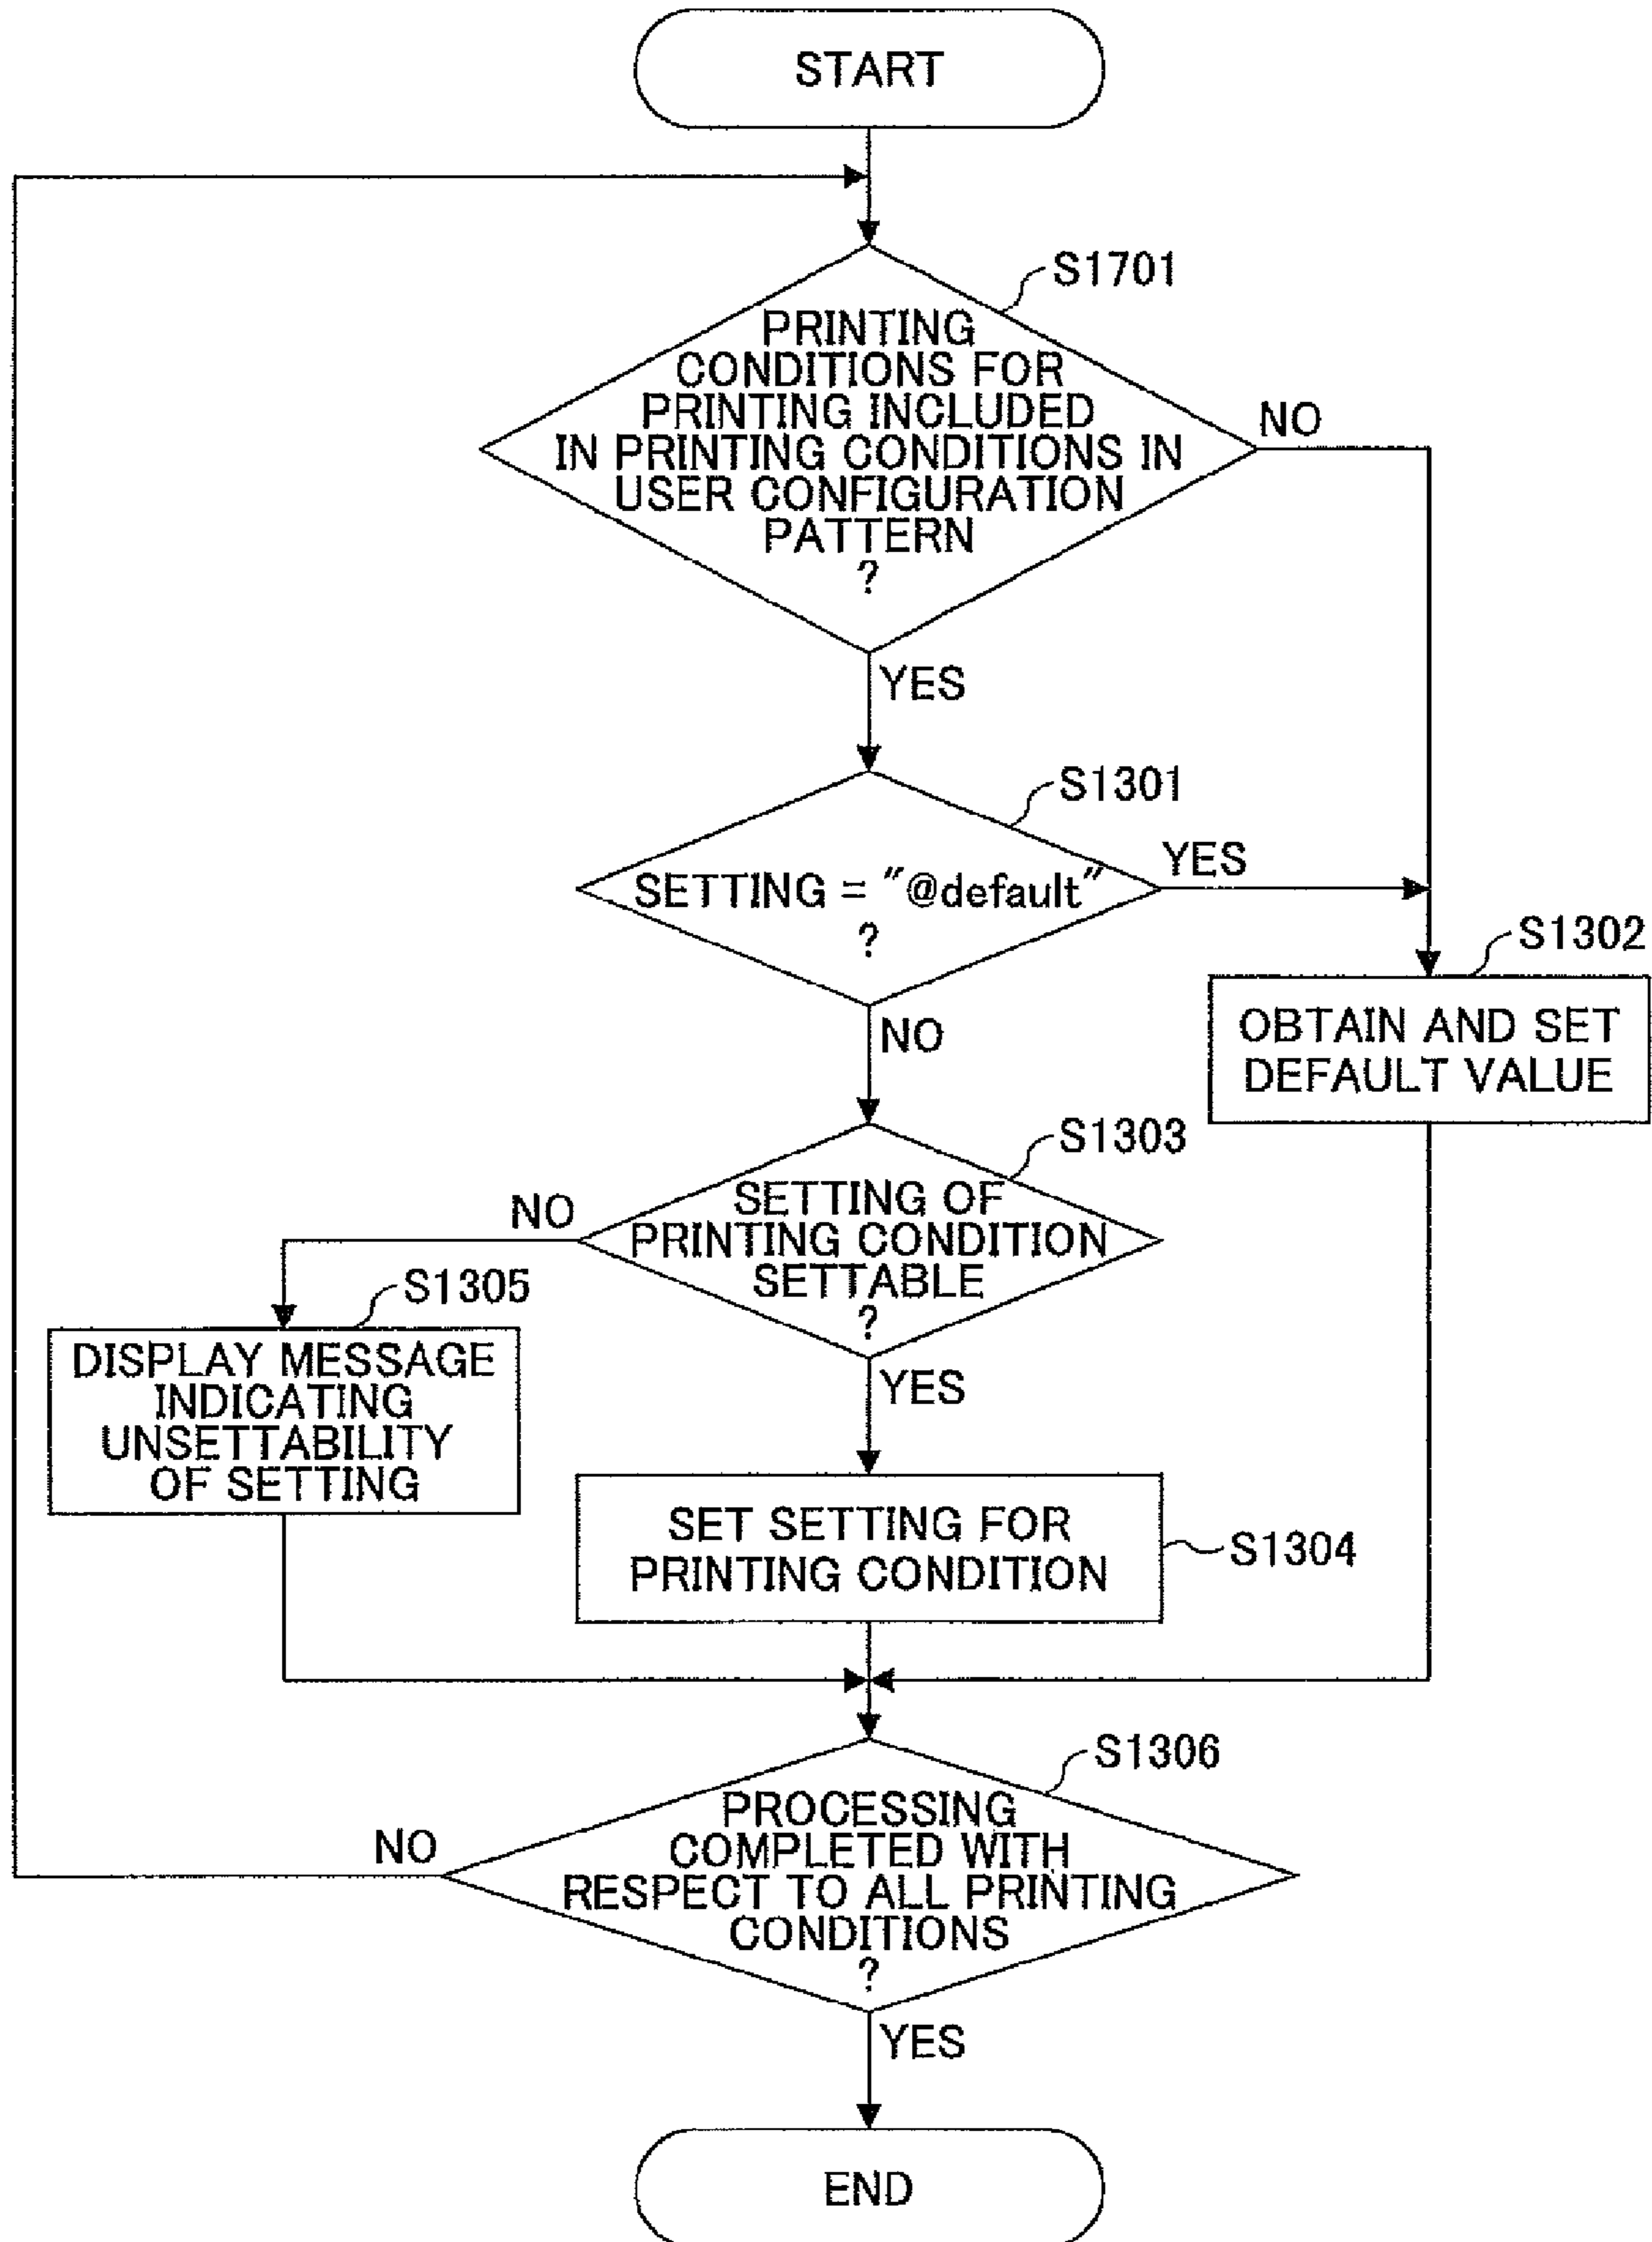 START
S1701
PRINTING
CONDITIONS FOR
PRINTING INCLUDED
IN PRINTING CONDITIONS IN
USER CONFIGURATION
PATTERN
?
NO
YES
S1301
SETTING = "@default"
?
YES
NO
S1302
OBTAIN AND SET
DEFAULT VALUE
S1303
SETTING OF
PRINTING CONDITION
SETTABLE
?
NO
YES
S1305
DISPLAY MESSAGE
INDICATING
UNSETTABILITY
OF SETTING
SET SETTING FOR
PRINTING CONDITION
S1304
S1306
PROCESSING
COMPLETED WITH
RESPECT TO ALL PRINTING
CONDITIONS
?
NO
YES
END